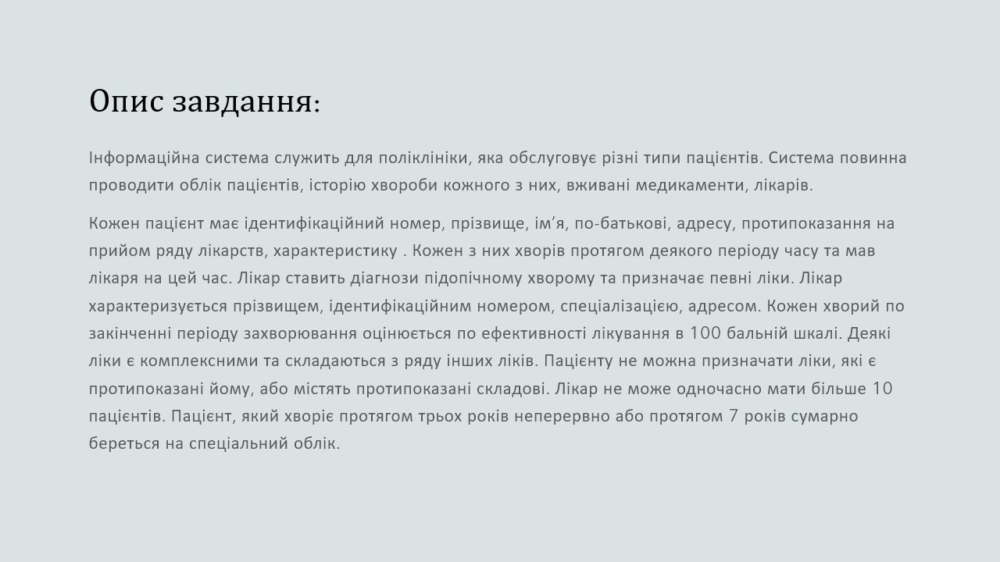 Опис завдання:
Інформаційна система служить для поліклініки, яка обслуговує різні типи пацієнтів. Система повинна
проводити облік пацієнтів, історію хвороби кожного з них, вживані медикаменти, лікарів.
Кожен пацієнт має ідентифікаційний номер, прізвище, ім’я, по-батькові, адресу, протипоказання на
прийом ряду лікарств, характеристику . Кожен з них хворів протягом деякого періоду часу та мав
лікаря на цей час. Лікар ставить діагнози підопічному хворому та призначає певні ліки. Лікар
характеризується прізвищем, ідентифікаційним номером, спеціалізацією, адресом. Кожен хворий по
закінченні періоду захворювання оцінюється по ефективності лікування в 100 бальній шкалі. Деякі
ліки є комплексними та складаються з ряду інших ліків. Пацієнту не можна призначати ліки, які є
протипоказані йому, або містять протипоказані складові. Лікар не може одночасно мати більше 10
пацієнтів. Пацієнт, який хворіє протягом трьох років неперервно або протягом 7 років сумарно
береться на спеціальний облік.